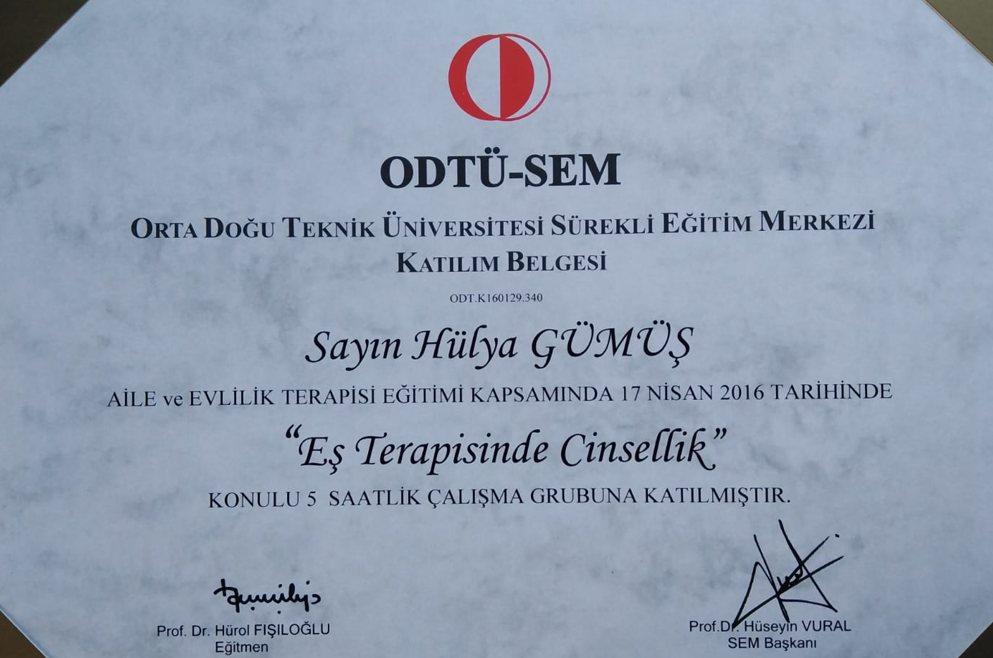 ODTÜ-SEM
ORTA DOĞU TEKNİK ÜNİVERSİTESİ SÜREKLİ EĞİTİM MERKEZİ
KATILIM BELGESİ
ODT.K160129.340
Sayın Hülya GÜMÜŞ
AİLE ve EVLİLİK TERAPİSİ EĞİTİMİ KAPSAMINDA 17 NİSAN 2016 TARİHİNDE
“Eş Terapisinde Cinsellik”
KONULU 5 SAATLİK ÇALIŞMA GRUBUNA KATILMIŞTIR.
Prof. Dr. Hürol FIŞILOĞLU
Eğitmen
Prof.Dr. Hüseyin VURAL
SEM Başkanı